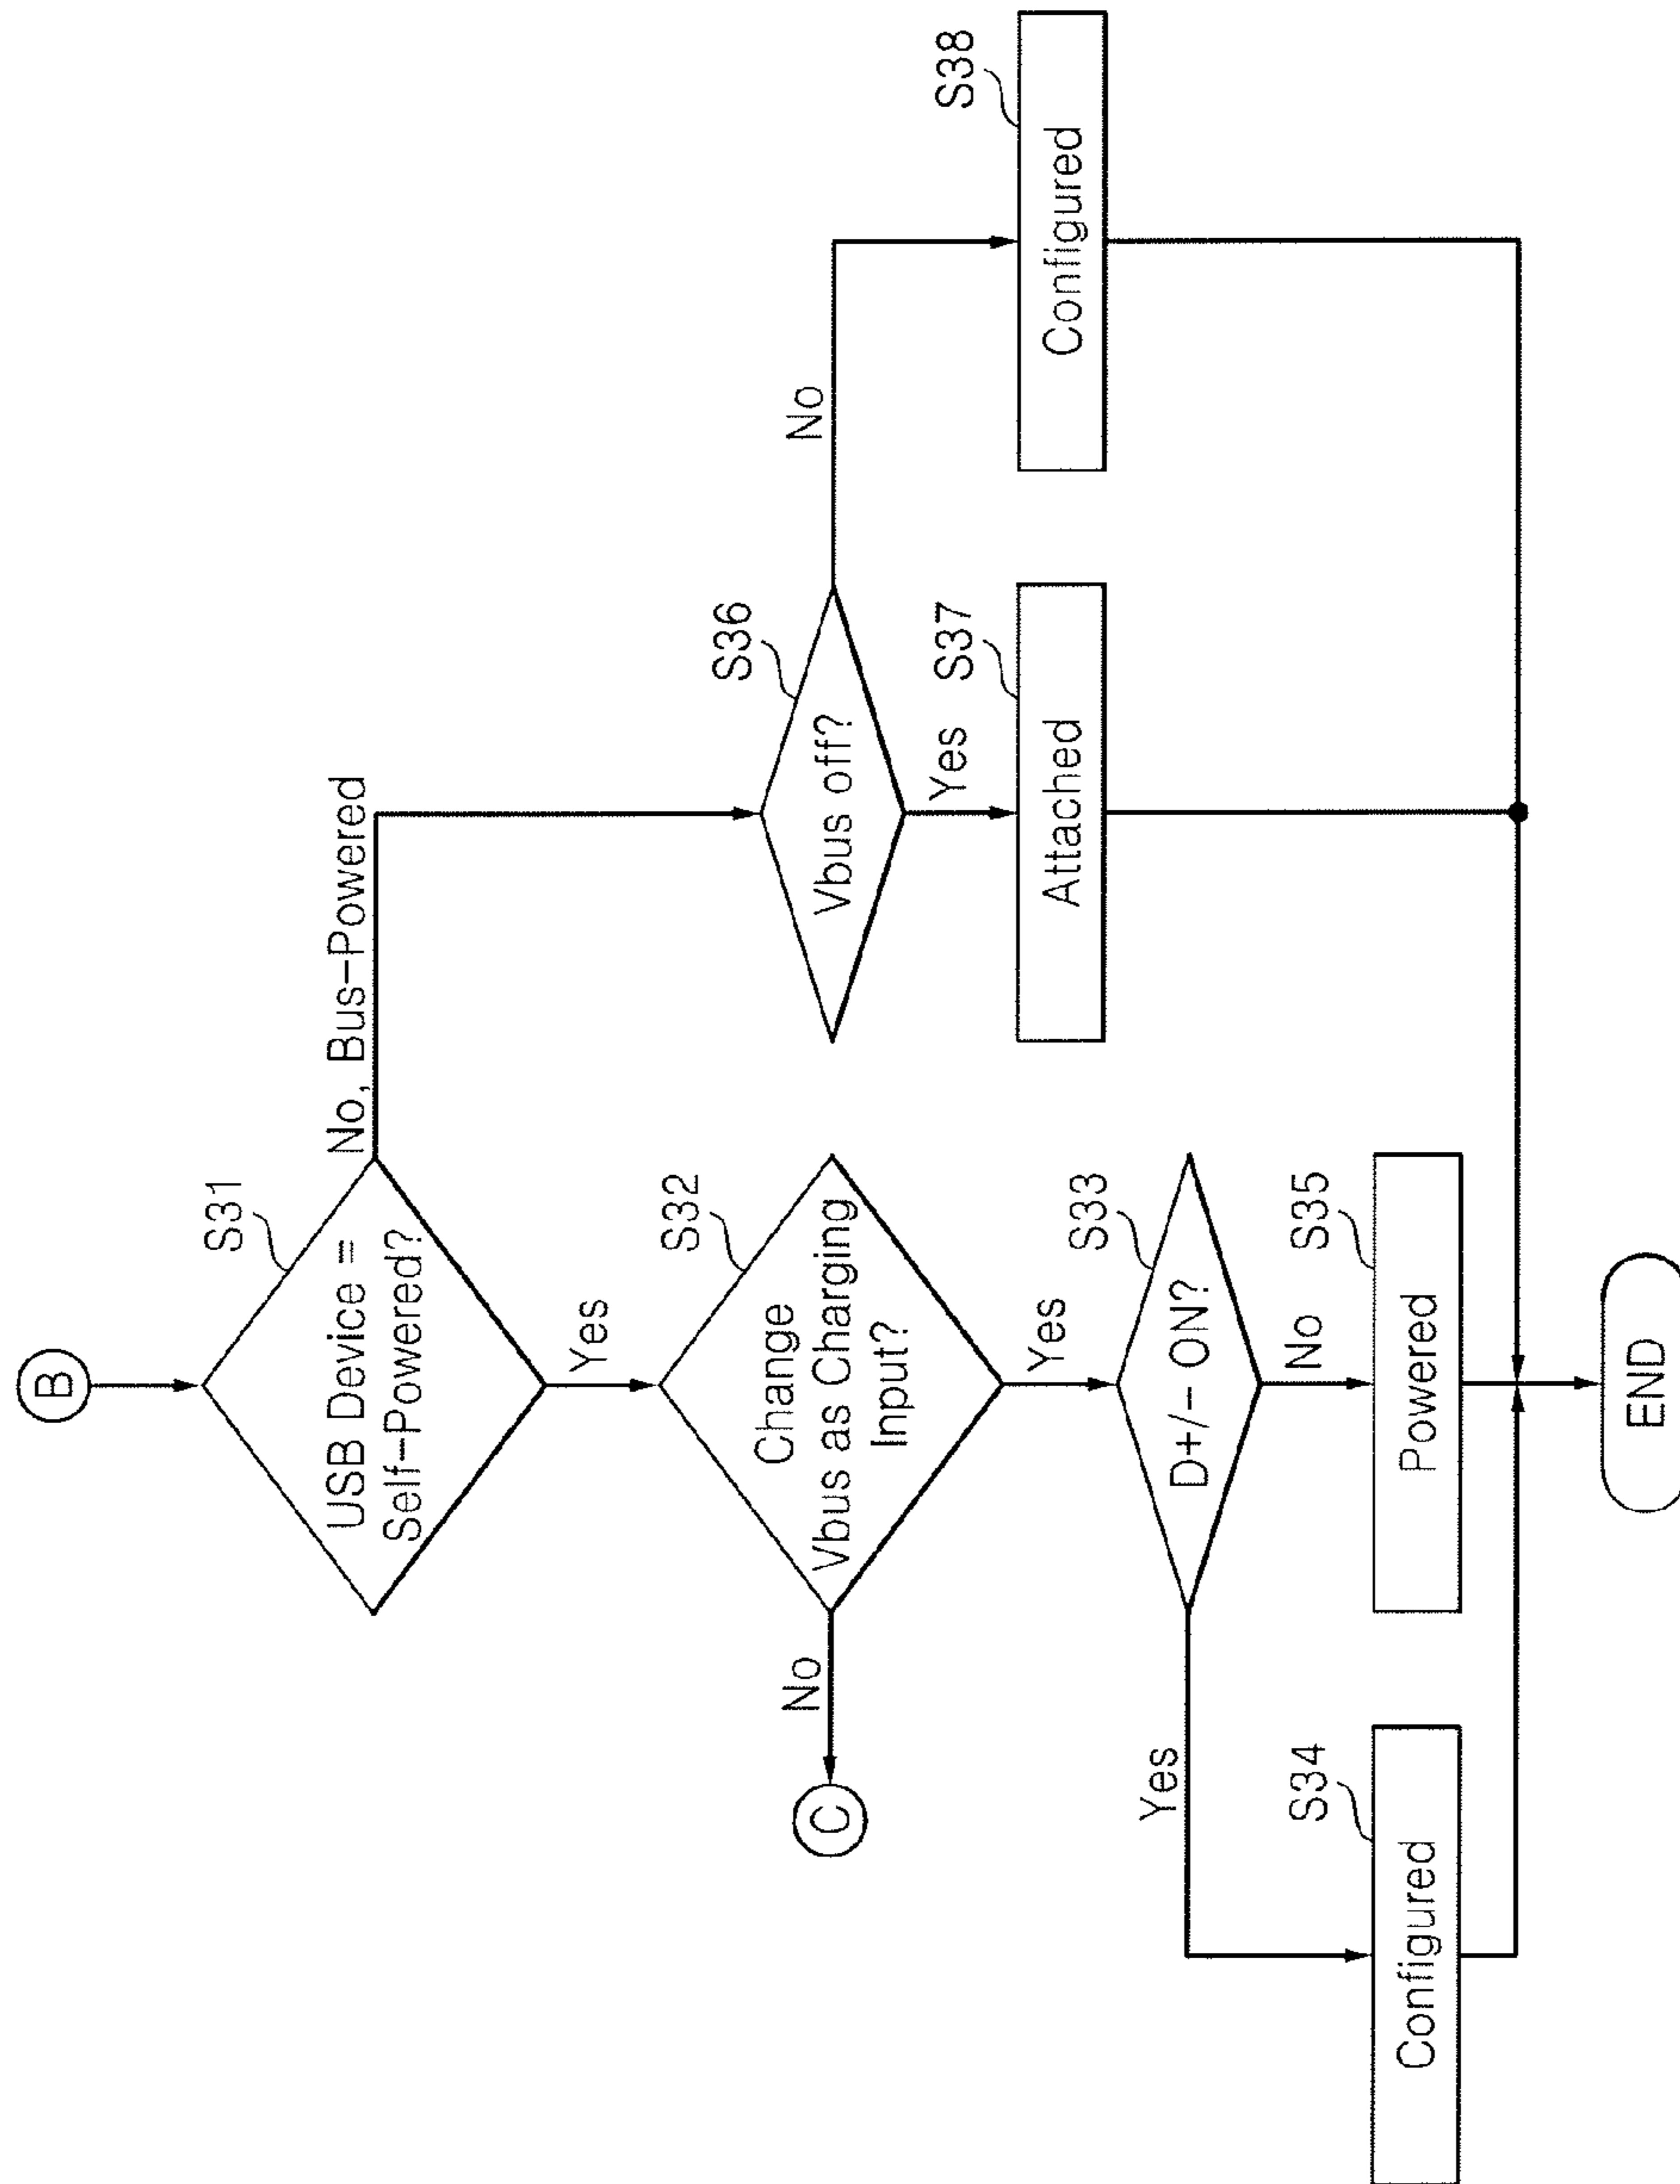 B
S31
USB Device =
Self-Powered?
No, Bus-Powered
Yes
S32
Change
Vbus as Charging
Input?
No
C
Yes
S33
D+/- ON?
Yes
No
S34
Configured
S35
Powered
S36
Vbus off?
No
Yes
S37
Attached
S38
Configured
END